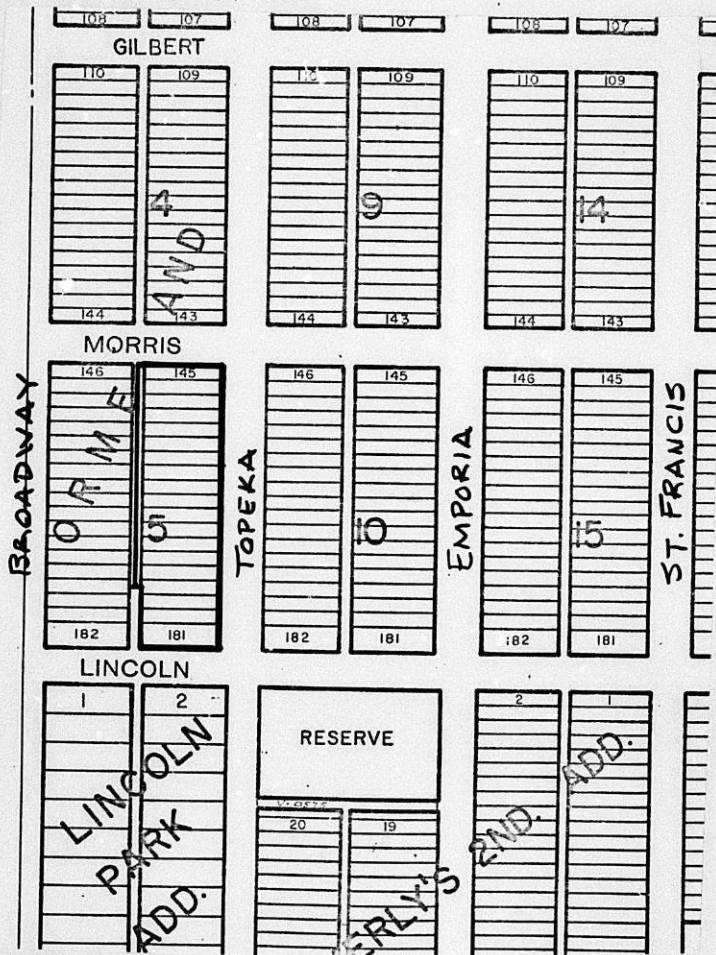 108 107 108 107 108 107
GILBERT
110 109 110 109 110 109
4 9 14
AND
144 143 144 143 144 143
MORRIS
146 145 146 145 146 145
ORME
BROADWAY
TOPEKA
EMPORIA
ST. FRANCIS
5 10 15
182 181 182 181 182 181
LINCOLN
1 2
RESERVE
2 1
LINCOLN
PARK
ADD.
20 19
ERLY'S 2ND. ADD.